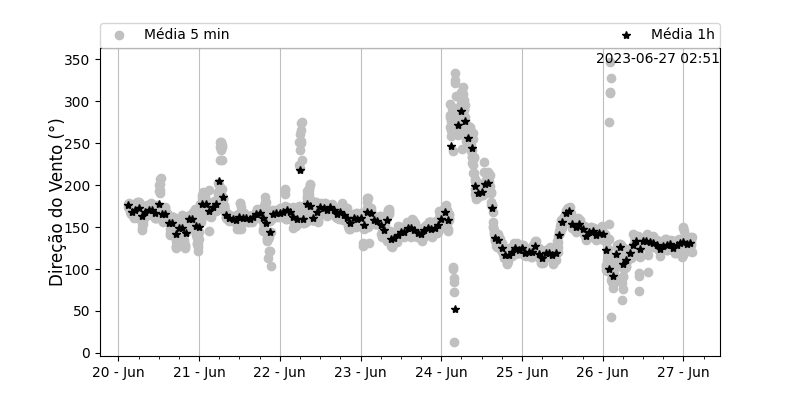 Média 5 min
Média 1h
2023-06-27 02:51
Direção do Vento (°)
350
300
250
200
150
100
50
0
20 - Jun
21 - Jun
22 - Jun
23 - Jun
24 - Jun
25 - Jun
26 - Jun
27 - Jun